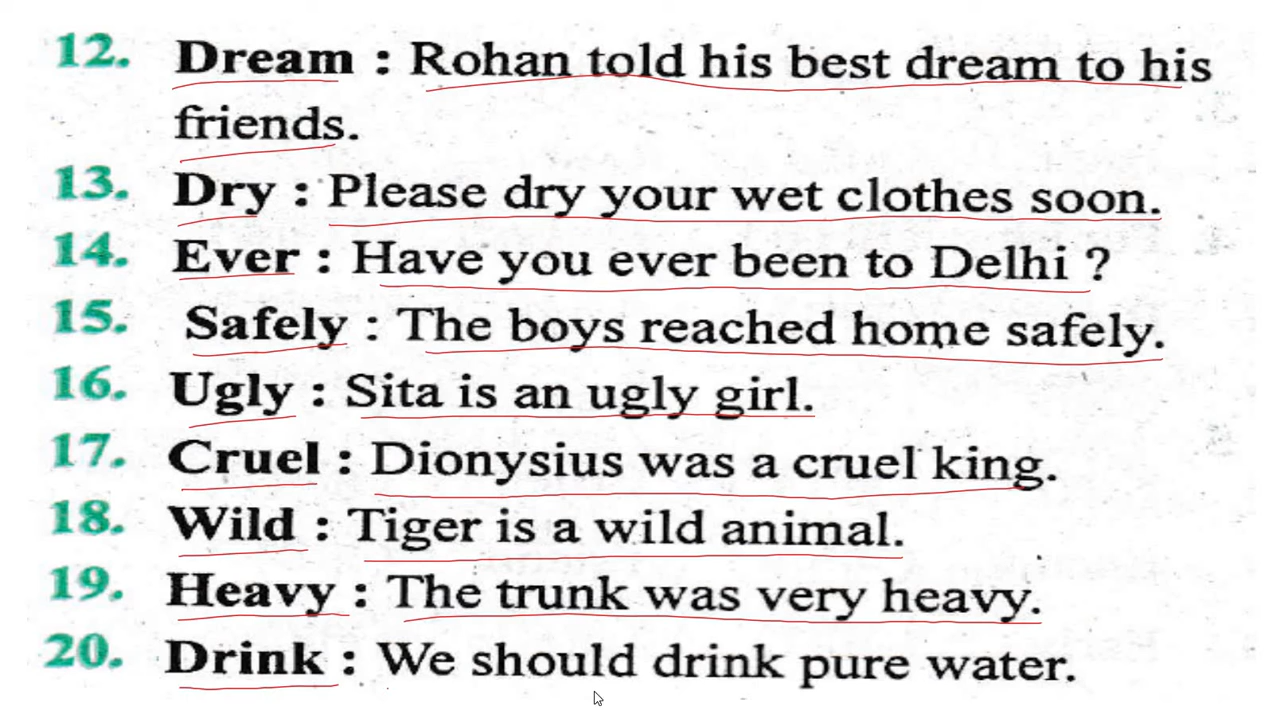 12. Dream : Rohan told his best dream to his
friends.
13. Dry : Please dry your wet clothes soon.
14. Ever : Have you ever been to Delhi ?
15. Safely : The boys reached home safely.
16. Ugly : Sita is an ugly girl.
17. Cruel : Dionysius was a cruel king.
18. Wild : Tiger is a wild animal.
19. Heavy : The trunk was very heavy.
20. Drink : We should drink pure water.